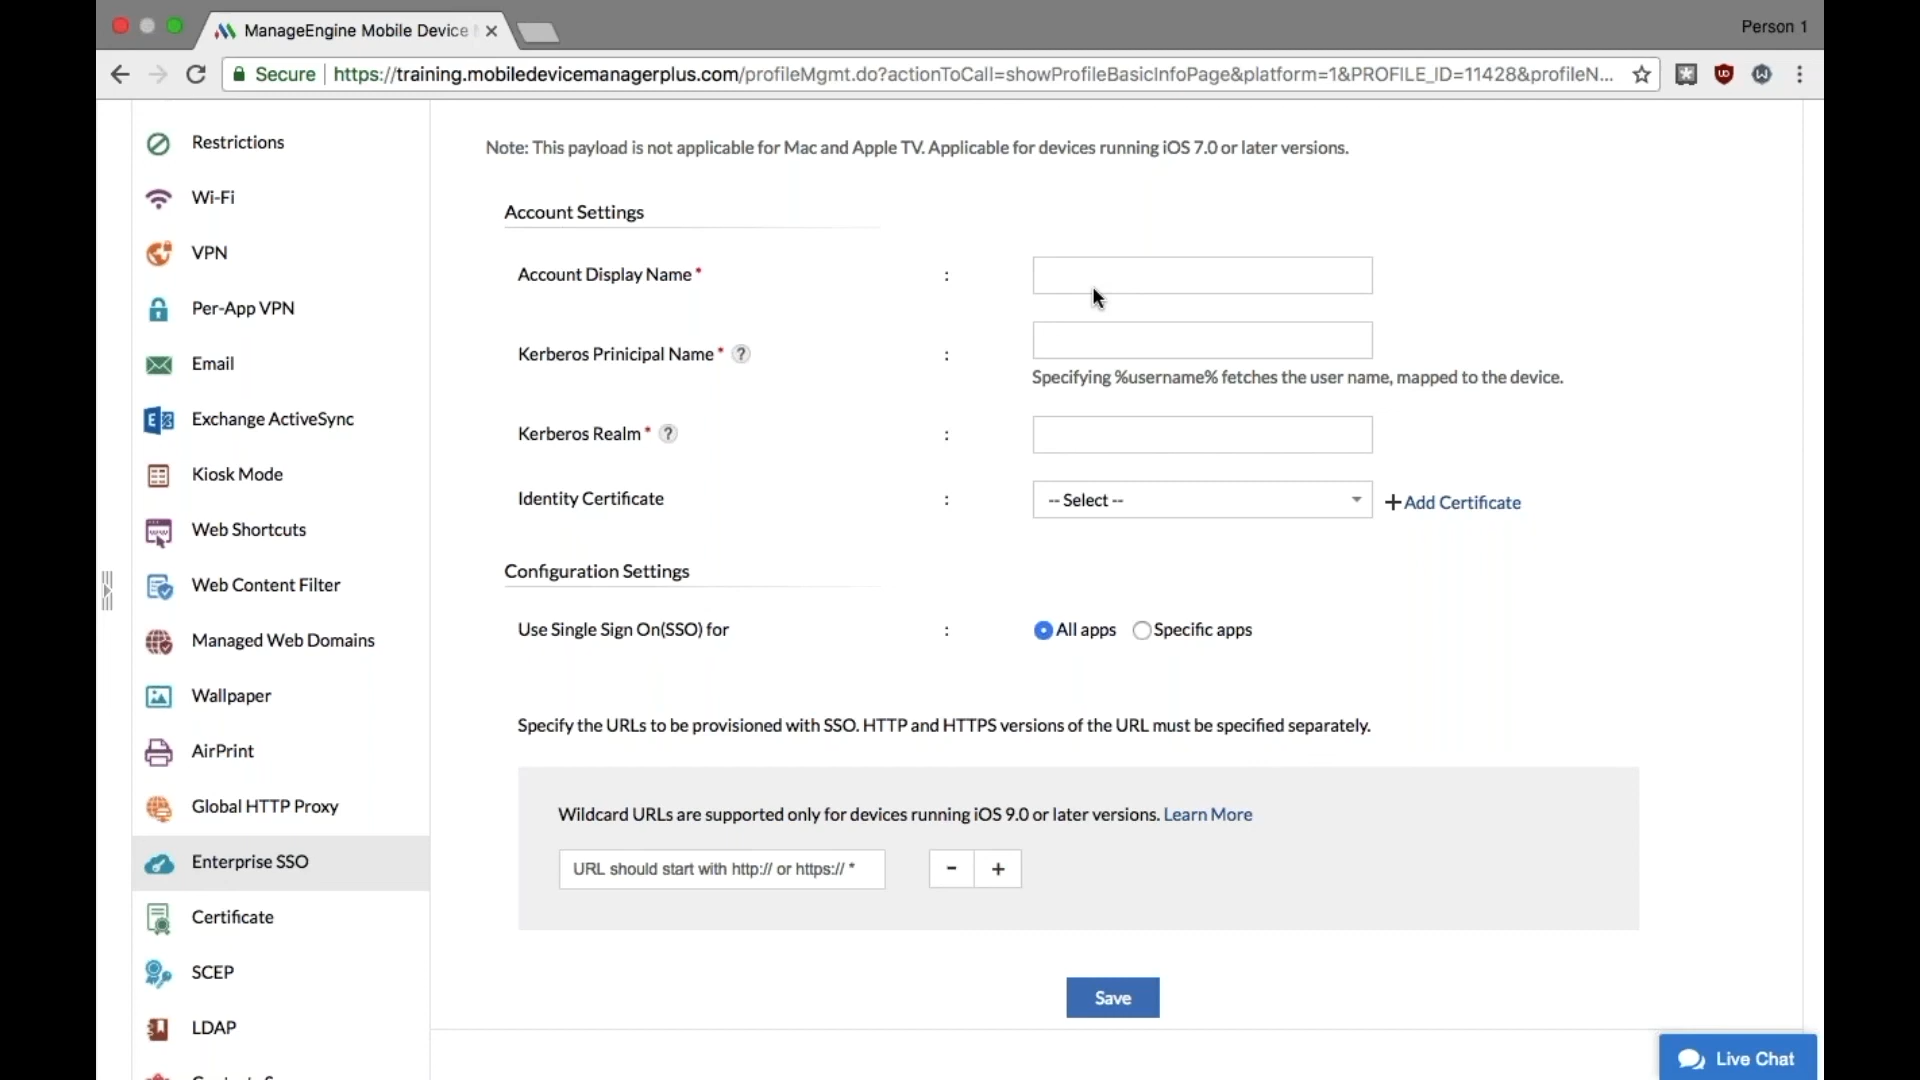 ManageEngine Mobile Device
Person 1
Secure https://training.mobiledevicemanagerplus.com/profileMgmt.do?actionToCall=showProfileBasicInfoPage&platform=1&PROFILE_ID=11428&profileN...
Restrictions
Wi-Fi
VPN
Per-App VPN
Email
Exchange ActiveSync
Kiosk Mode
Web Shortcuts
Web Content Filter
Managed Web Domains
Wallpaper
AirPrint
Global HTTP Proxy
Enterprise SSO
Certificate
SCEP
LDAP
Note: This payload is not applicable for Mac and Apple TV. Applicable for devices running iOS 7.0 or later versions.
Account Settings
Account Display Name * :
Kerberos Prinicipal Name * ? :
Specifying %username% fetches the user name, mapped to the device.
Kerberos Realm * ? :
Identity Certificate : -- Select -- +Add Certificate
Configuration Settings
Use Single Sign On(SSO) for : All apps Specific apps
Specify the URLs to be provisioned with SSO. HTTP and HTTPS versions of the URL must be specified separately.
Wildcard URLs are supported only for devices running iOS 9.0 or later versions. Learn More
URL should start with http:// or https:// * - +
Save
Live Chat